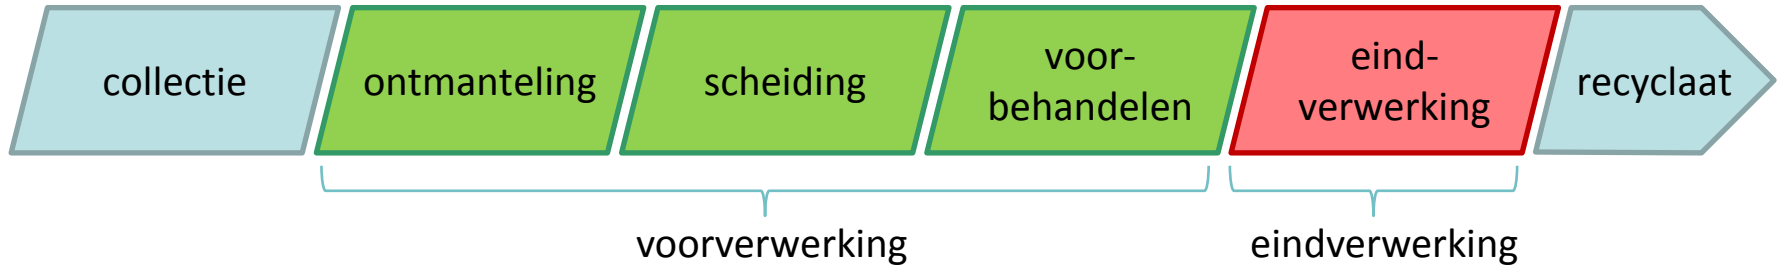 collectie
ontmanteling
scheiding
voor-
behandelen
eind-
verwerking
recyclaat
voorverwerking
eindverwerking